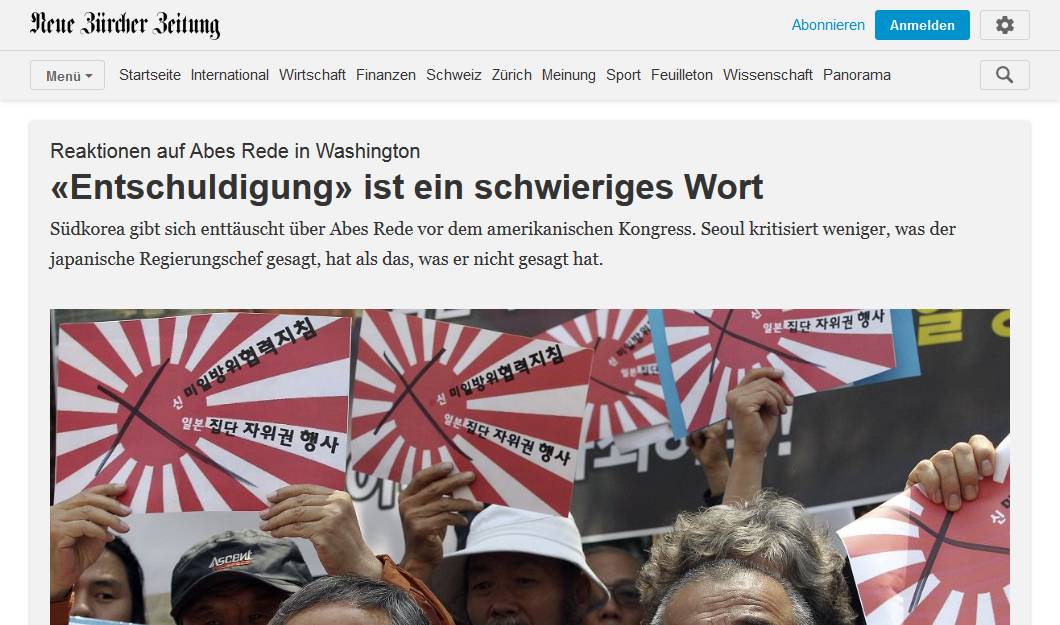 Neue Zürcher Zeitung
Abonnieren
Anmelden
Menü
Startseite International Wirtschaft Finanzen Schweiz Zürich Meinung Sport Feuilleton Wissenschaft Panorama
Reaktionen auf Abes Rede in Washington
«Entschuldigung» ist ein schwieriges Wort
Südkorea gibt sich enttäuscht über Abes Rede vor dem amerikanischen Kongress. Seoul kritisiert weniger, was der
japanische Regierungschef gesagt, hat als das, was er nicht gesagt hat.
신 미일방위협력지침
일본 집단 자위권 행사
신 미일방위협력지침
일본 집단 자위권 행사
일본 집단 자위권 행사
신
Ascent